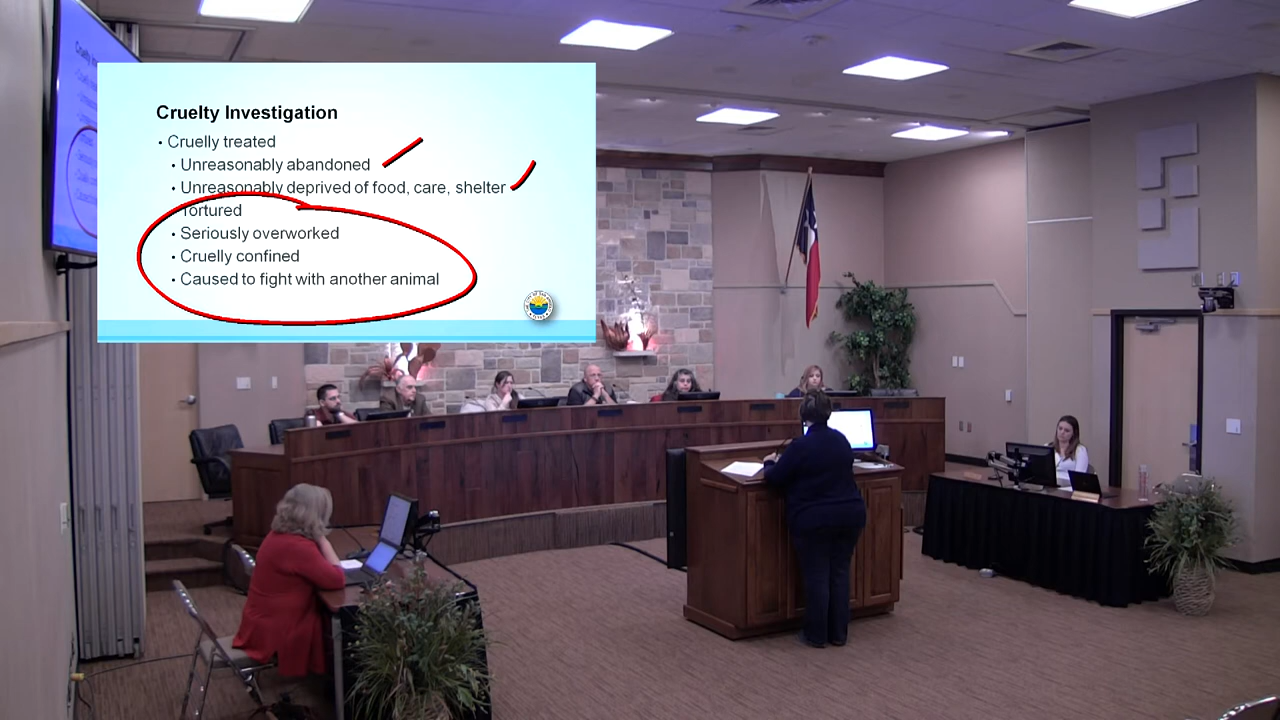 Cruelty Investigation
• Cruelly treated
• Unreasonably abandoned
• Unreasonably deprived of food, care, shelter
Tortured
• Seriously overworked
• Cruelly confined
• Caused to fight with another animal